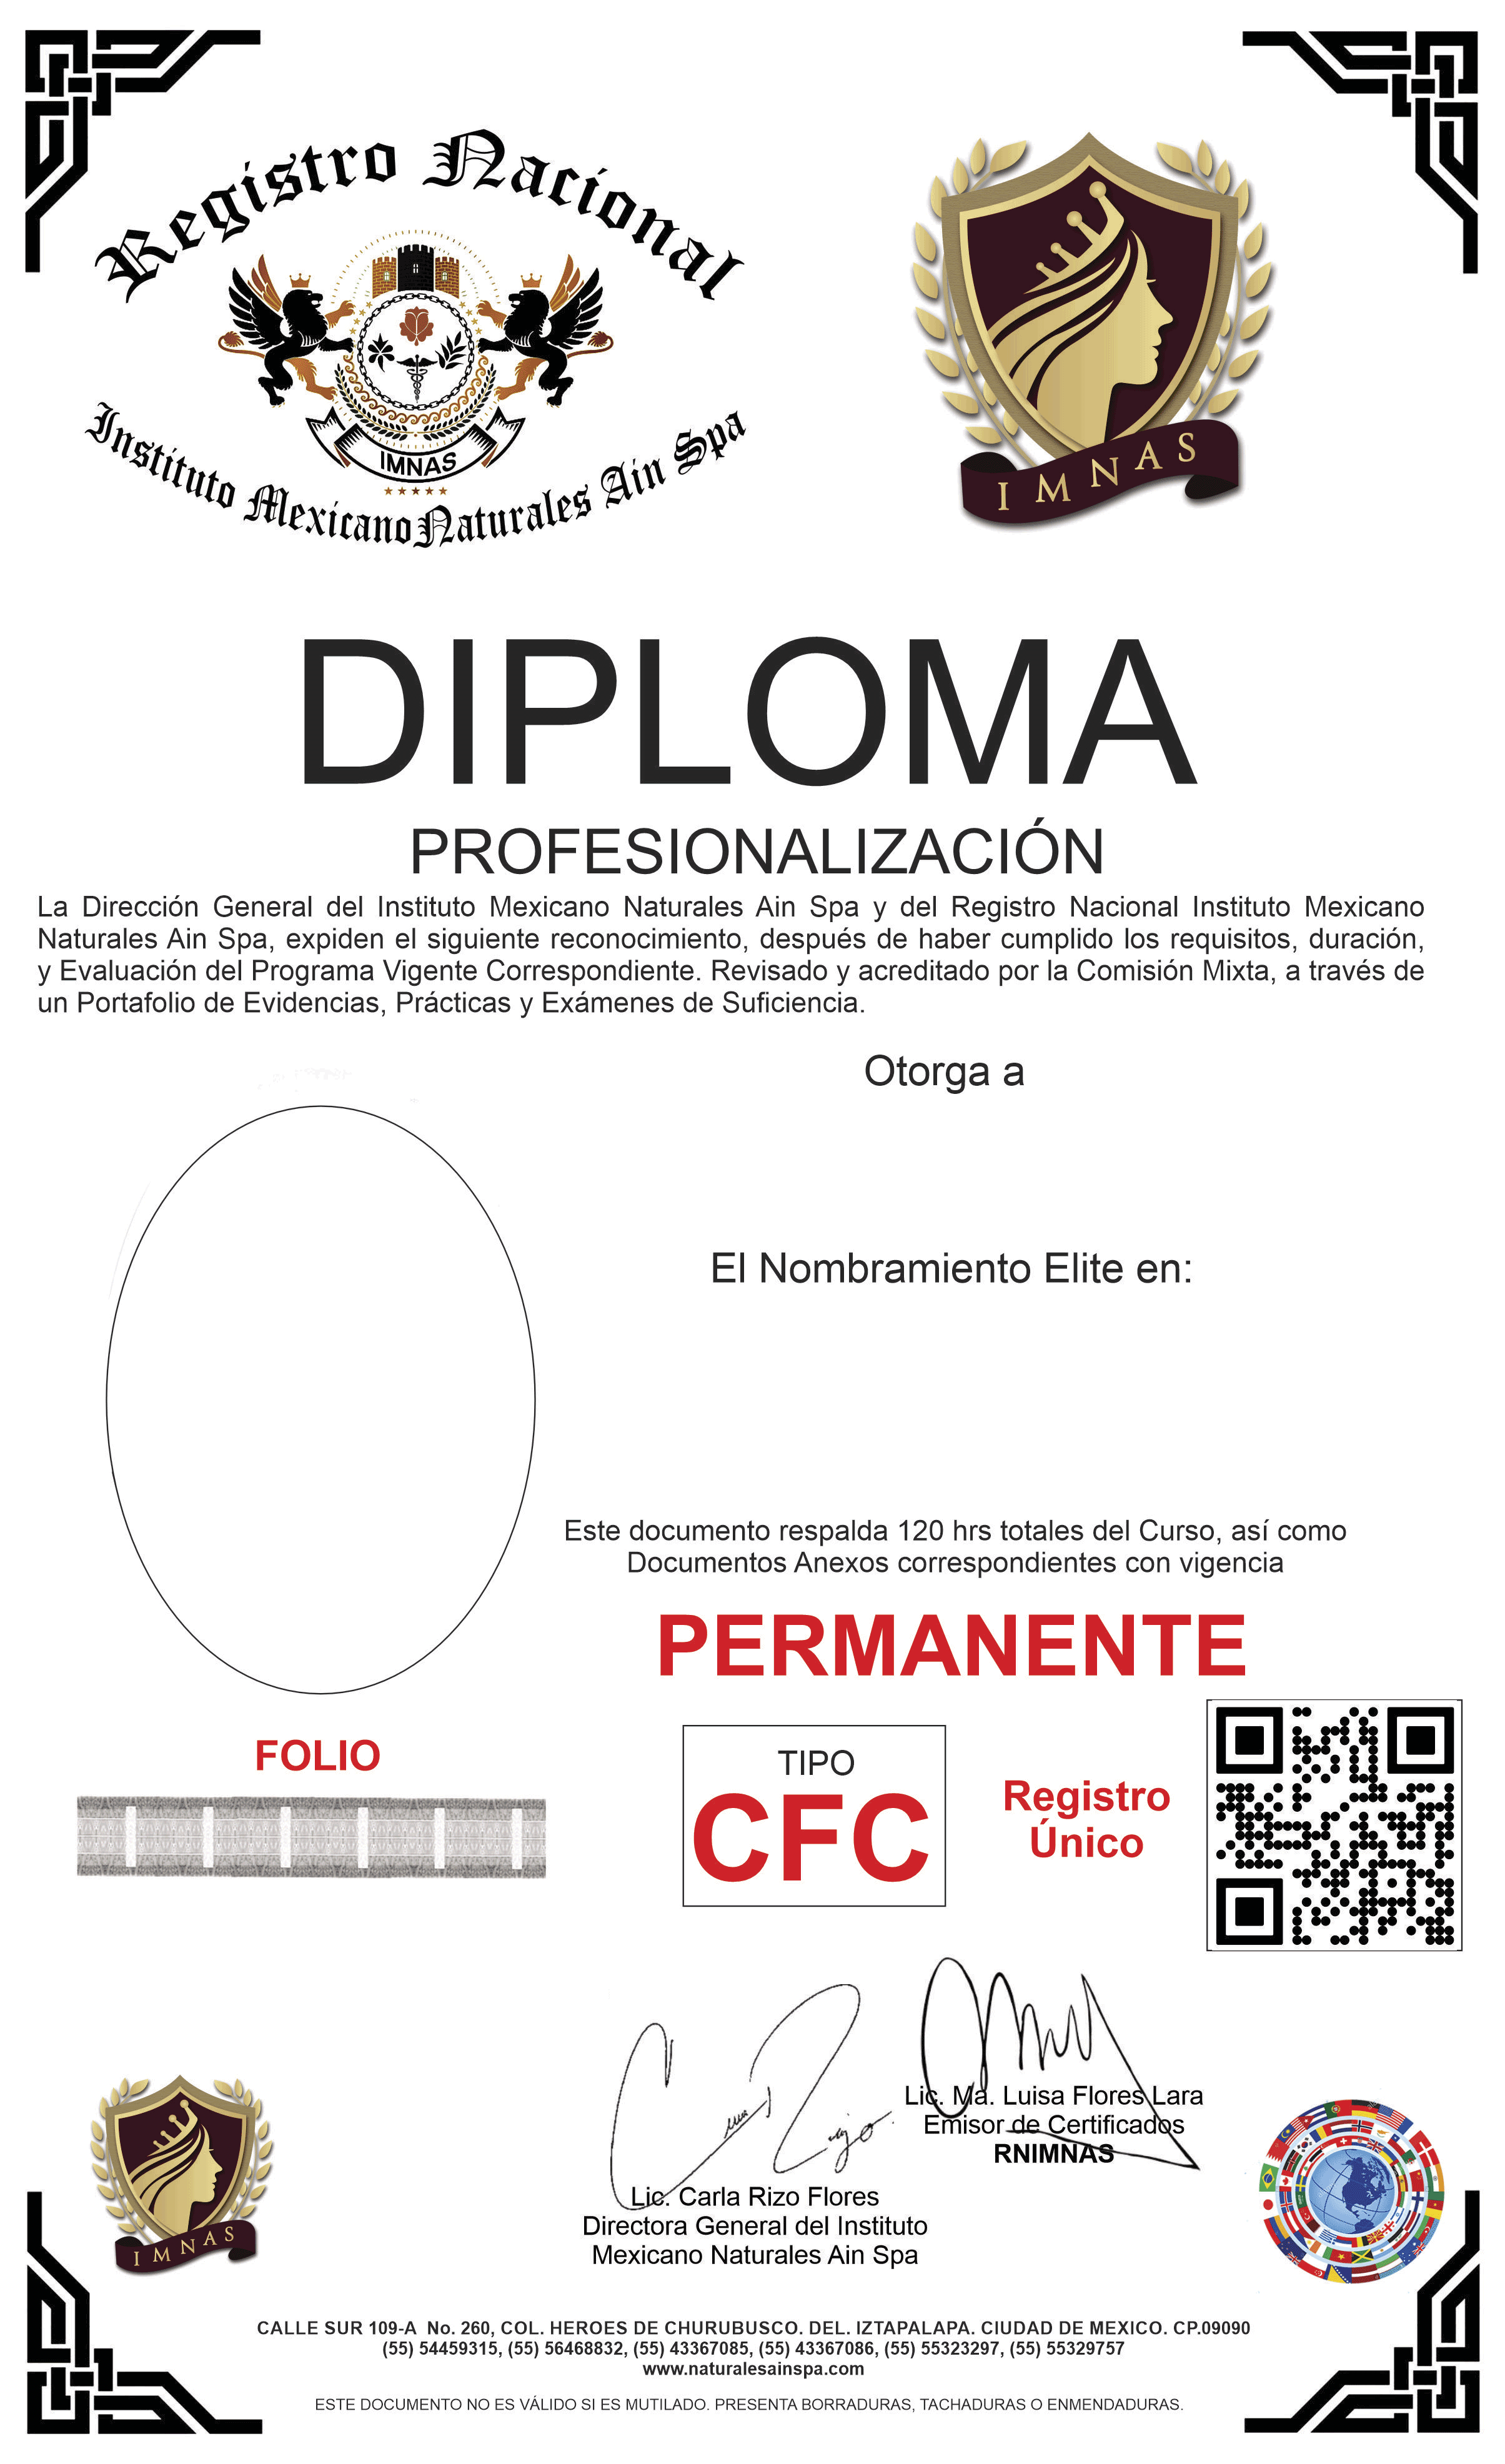 Registro Nacional
IMNAS
Instituto Mexicano Naturales Ain Spa
IMNAS
DIPLOMA
PROFESIONALIZACIÓN
La Dirección General del Instituto Mexicano Naturales Ain Spa y del Registro Nacional Instituto Mexicano
Naturales Ain Spa, expiden el siguiente reconocimiento, después de haber cumplido los requisitos, duración,
y Evaluación del Programa Vigente Correspondiente. Revisado y acreditado por la Comisión Mixta, a través de
un Portafolio de Evidencias, Prácticas y Exámenes de Suficiencia.
Otorga a
El Nombramiento Elite en:
Este documento respalda 120 hrs totales del Curso, así como
Documentos Anexos correspondientes con vigencia
PERMANENTE
FOLIO
TIPO
CFC
Registro
Único
Lic. Ma. Luisa Flores Lara
Emisor de Certificados
RNIMNAS
Lic. Carla Rizo Flores
Directora General del Instituto
Mexicano Naturales Ain Spa
IMNAS
CALLE SUR 109-A No. 260, COL. HEROES DE CHURUBUSCO. DEL. IZTAPALAPA. CIUDAD DE MEXICO. CP.09090
(55) 54459315, (55) 56468832, (55) 43367085, (55) 43367086, (55) 55323297, (55) 55329757
www.naturalesainspa.com
ESTE DOCUMENTO NO ES VÁLIDO SI ES MUTILADO. PRESENTA BORRADURAS, TACHADURAS O ENMENDADURAS.